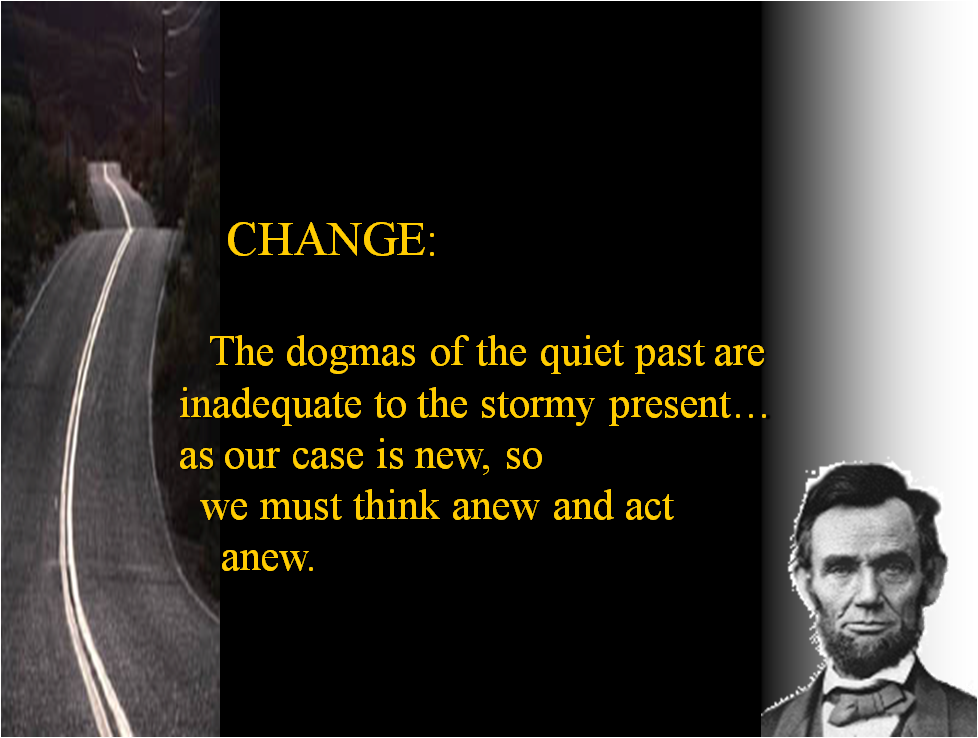 CHANGE:
The dogmas of the quiet past are
inadequate to the stormy present…
as our case is new, so
we must think anew and act
anew.